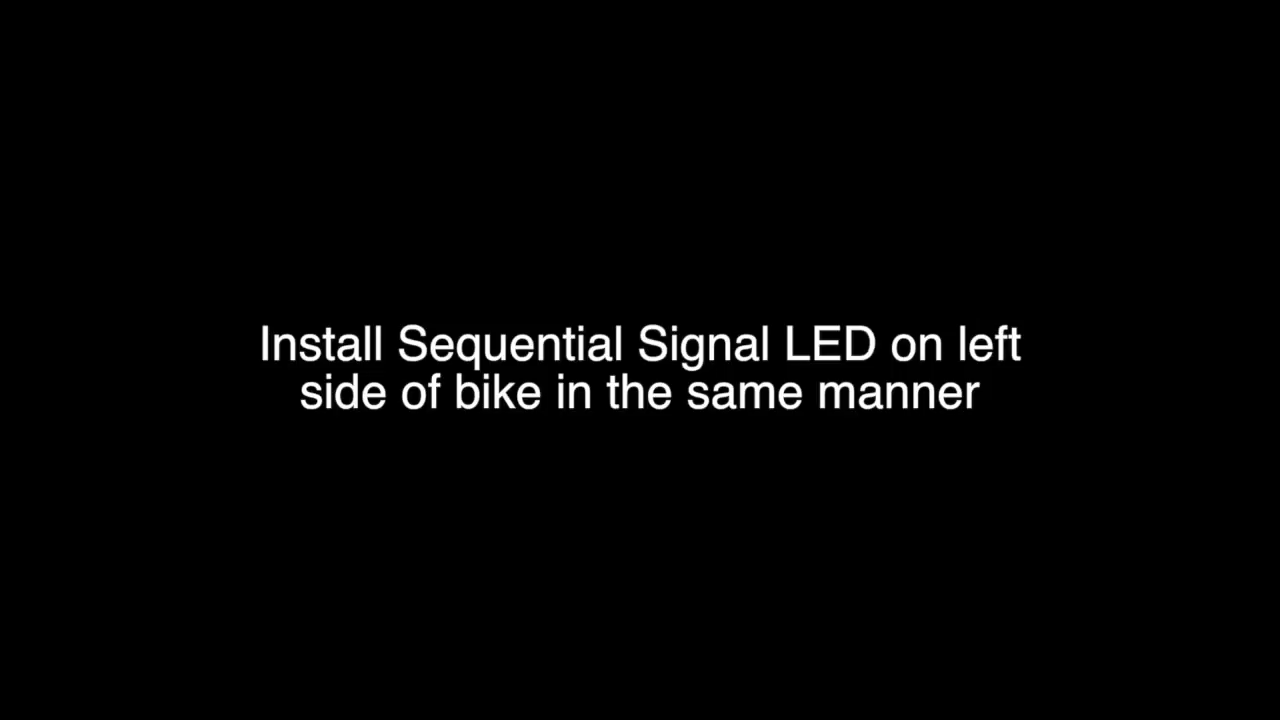 Install Sequential Signal LED on left
side of bike in the same manner